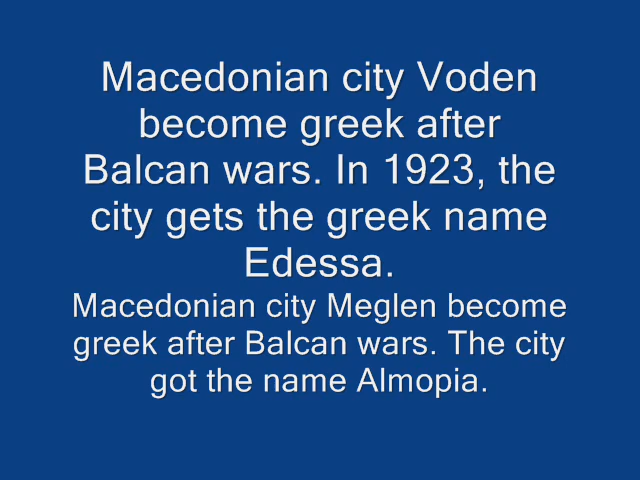 Macedonian city Voden
become greek after
Balcan wars. In 1923, the
city gets the greek name
Edessa.
Macedonian city Meglen become
greek after Balcan wars. The city
got the name Almopia.